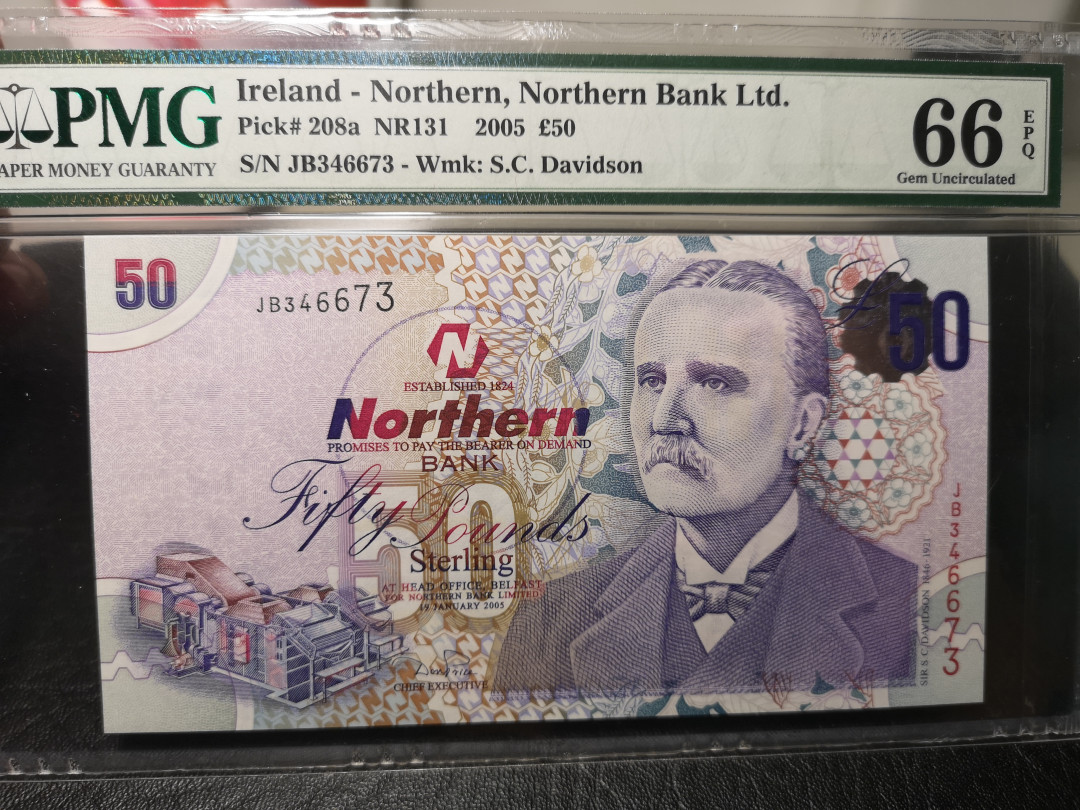 PMG
APER MONEY GUARANTY
Ireland - Northern, Northern Bank Ltd.
Pick# 208a NR131 2005 £50
S/N JB346673 - Wmk: S.C. Davidson
66
EPQ
Gem Uncirculated
50
JB346673
£50
N
ESTABLISHED 1824
Northern
PROMISES TO PAY THE BEARER ON DEMAND
BANK
50
Fifty Pounds
Sterling
AT HEAD OFFICE, BELFAST
FOR NORTHERN BANK LIMITED
19 JANUARY 2005
CHIEF EXECUTIVE
SIR S C DAVIDSON 1846-1921
JB346673